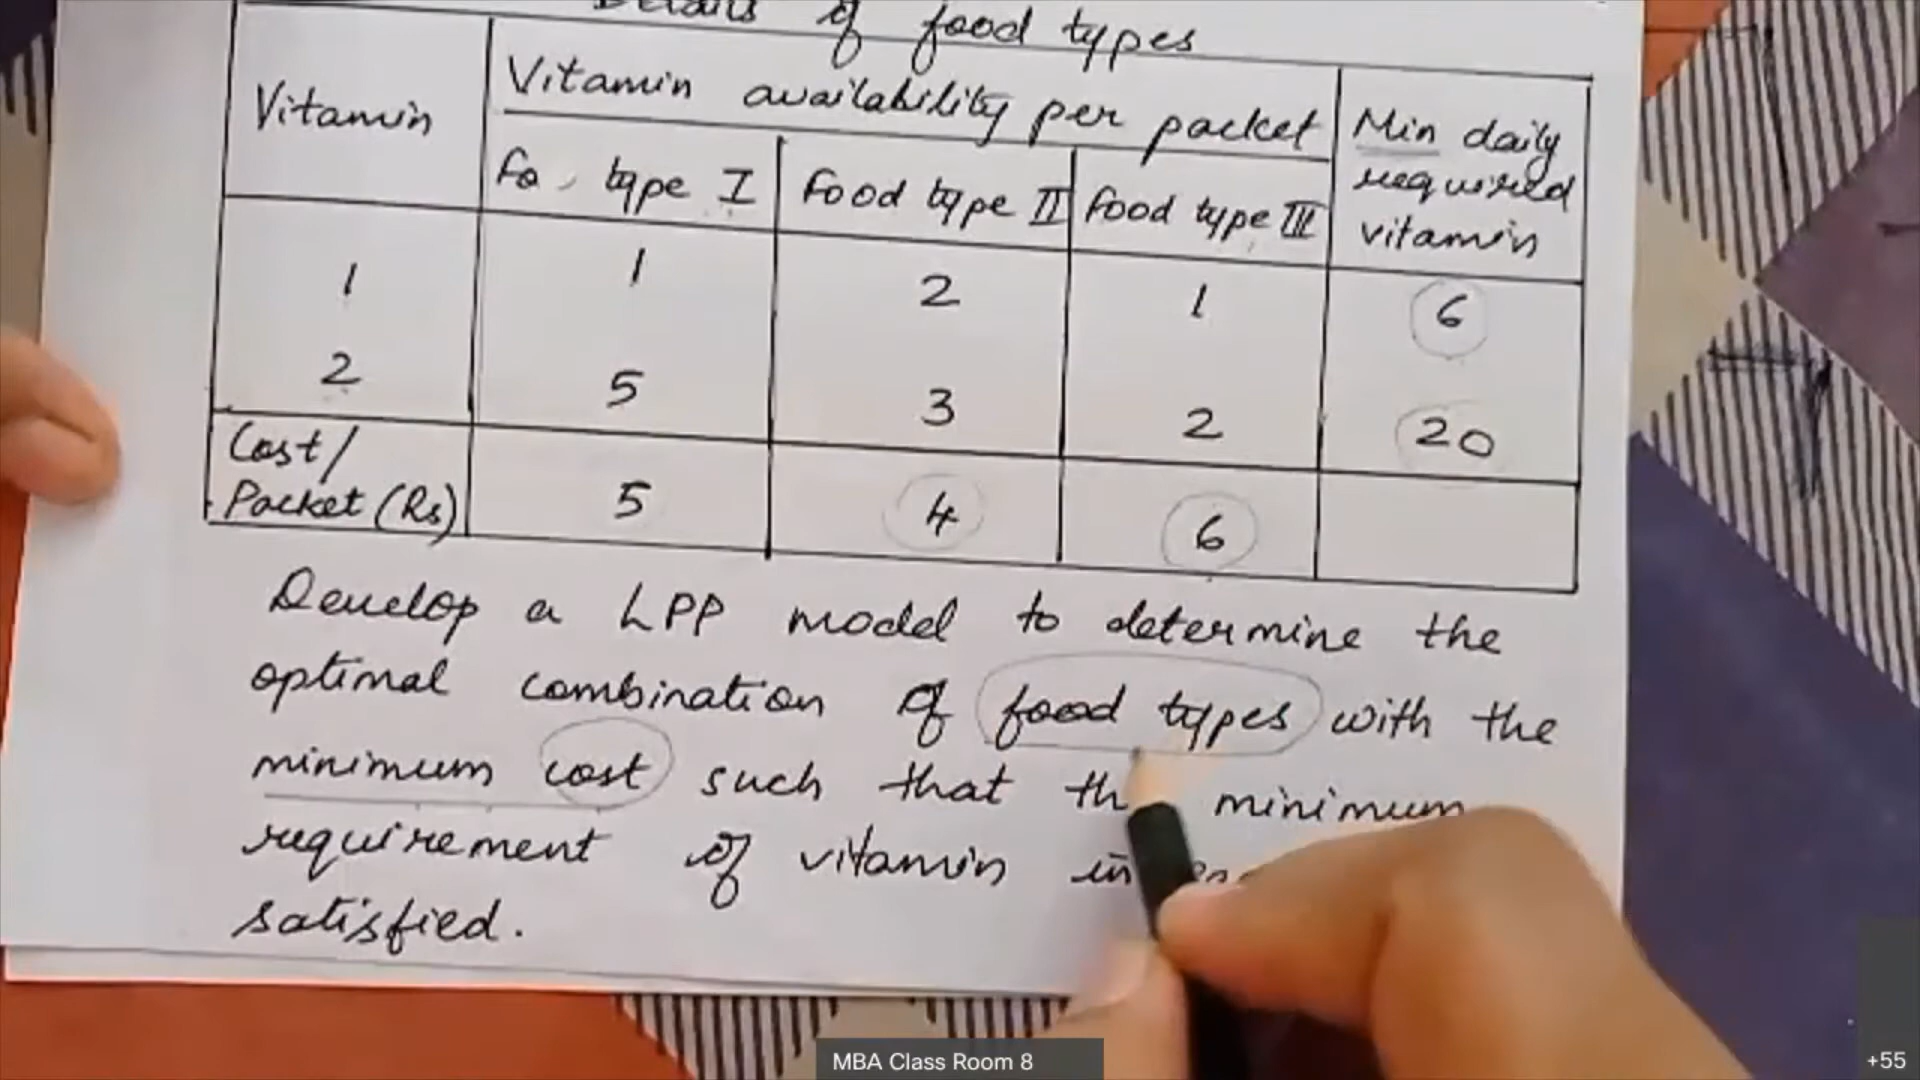 Details of food types
Vitamin
Vitamin availability per packet
Min daily
required
vitamin
type I
Food type II
Food type III
1 1 2 1 6
2 5 3 2 20
Cost/
Packet (Rs) 5 4 6
Develop a LPP model to determine the
optimal combination of food types with the
minimum cost such that minimum
requirement of vitamin in
satisfied.
MBA Class Room 8
+55